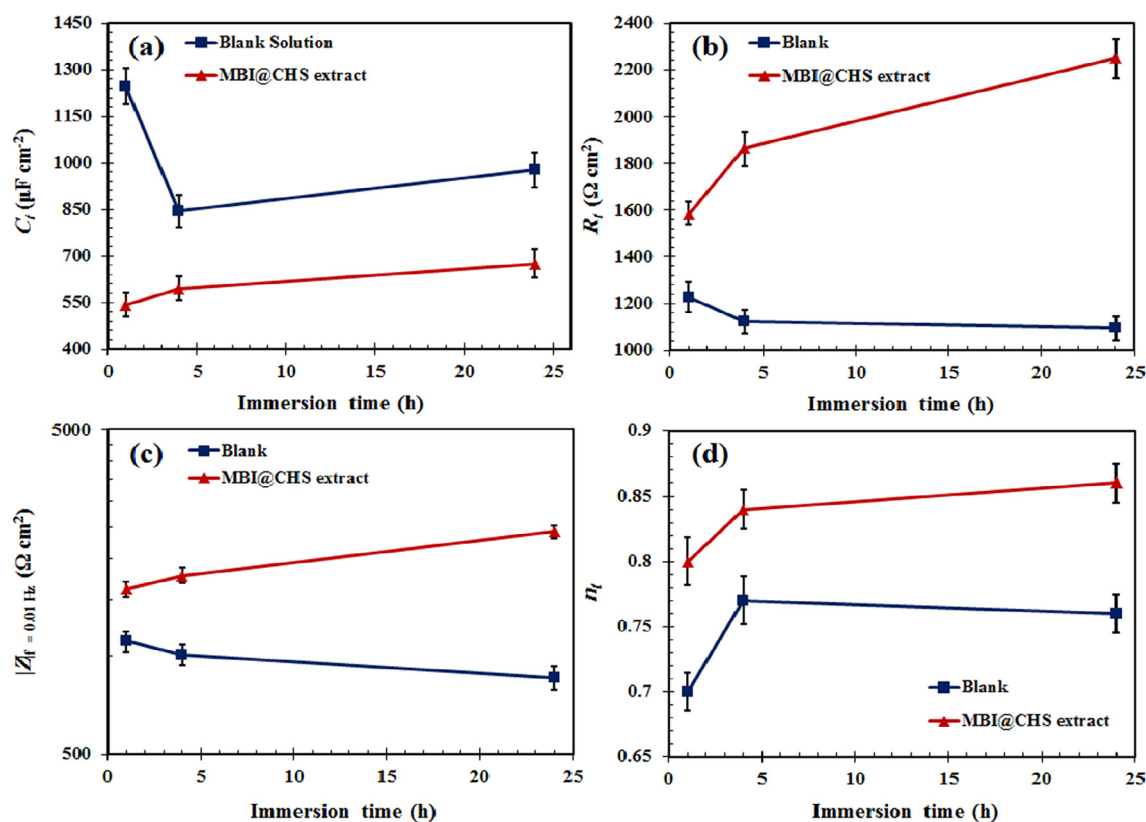 (a)
Blank Solution
MBI@CHS extract
1450
1300
1150
1000
850
700
550
400
Cₜ (µF cm⁻²)
0 5 10 15 20 25
Immersion time (h)
(b)
Blank
MBI@CHS extract
2400
2200
2000
1800
1600
1400
1200
1000
Rₜ (Ω cm²)
0 5 10 15 20 25
Immersion time (h)
(c)
Blank
MBI@CHS extract
5000
500
|Z|f = 0.01 Hz (Ω cm²)
0 5 10 15 20 25
Immersion time (h)
(d)
0.9
0.85
0.8
0.75
0.7
0.65
nₜ
Blank
MBI@CHS extract
0 5 10 15 20 25
Immersion time (h)